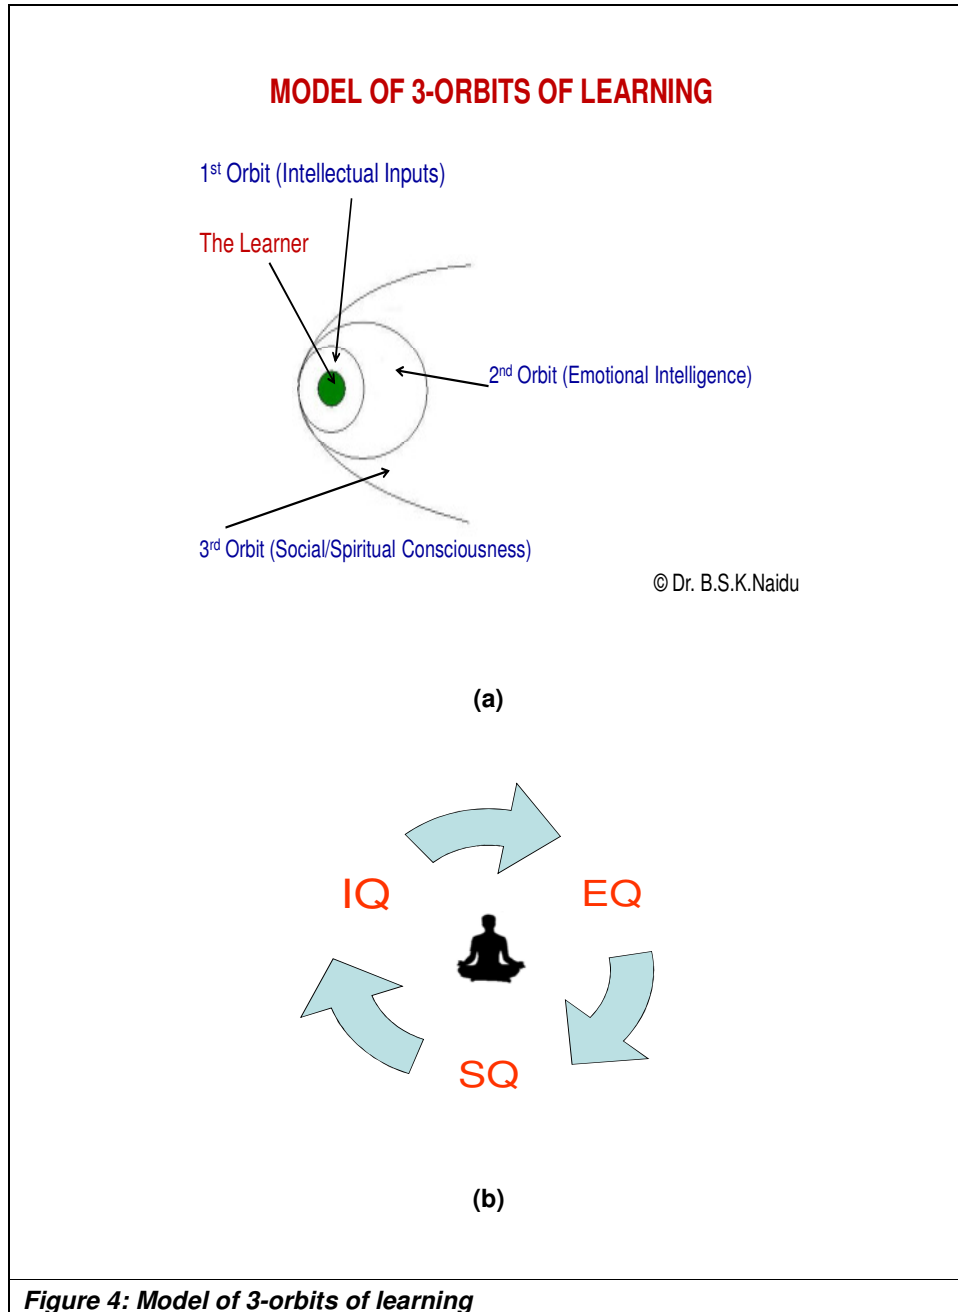 MODEL OF 3-ORBITS OF LEARNING
1st Orbit (Intellectual Inputs)
The Learner
2nd Orbit (Emotional Intelligence)
3rd Orbit (Social/Spiritual Consciousness)
© Dr. B.S.K.Naidu
(a)
IQ
EQ
SQ
(b)
Figure 4: Model of 3-orbits of learning